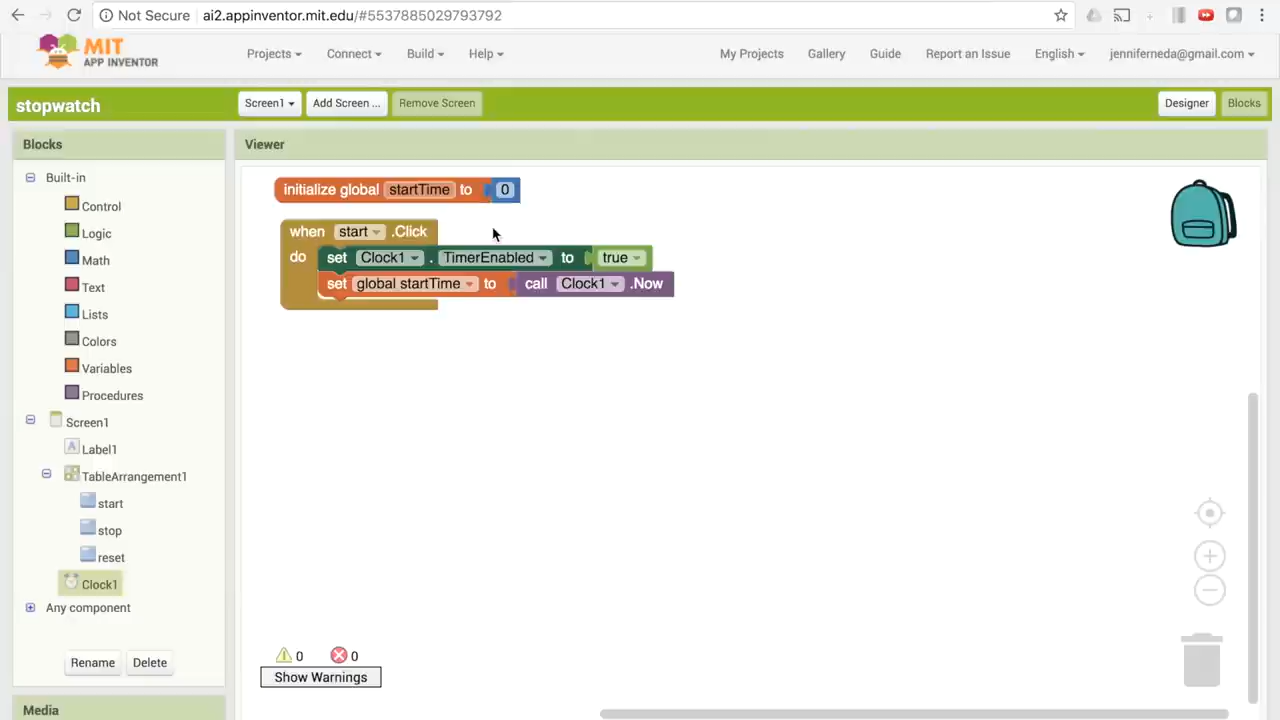 Not Secure ai2.appinventor.mit.edu/#5537885029793792
MIT
APP INVENTOR
Projects Connect Build Help My Projects Gallery Guide Report an Issue English jenniferneda@gmail.com
stopwatch Screen1 Add Screen ... Remove Screen Designer Blocks
Blocks
Viewer
Built-in
Control
Logic
Math
Text
Lists
Colors
Variables
Procedures
Screen1
A Label1
TableArrangement1
start
stop
reset
Clock1
Any component
Rename Delete
Media
initialize global startTime to 0
when start .Click
do set Clock1 . TimerEnabled to true
set global startTime to call Clock1 .Now
0 0
Show Warnings